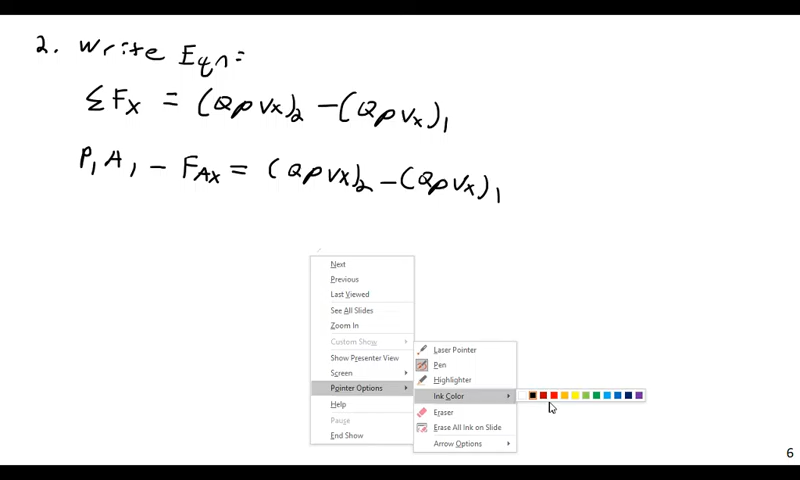 2. Write Eqn:
ΣFx = (Qρvx)₂ − (Qρvx)₁
P₁A₁ − FAx = (Qρvx)₂ − (Qρvx)₁
Next
Previous
Last Viewed
See All Slides
Zoom In
Custom Show
Show Presenter View
Screen
Pointer Options
Help
Pause
End Show
Laser Pointer
Pen
Highlighter
Ink Color
Eraser
Erase All Ink on Slide
Arrow Options
6